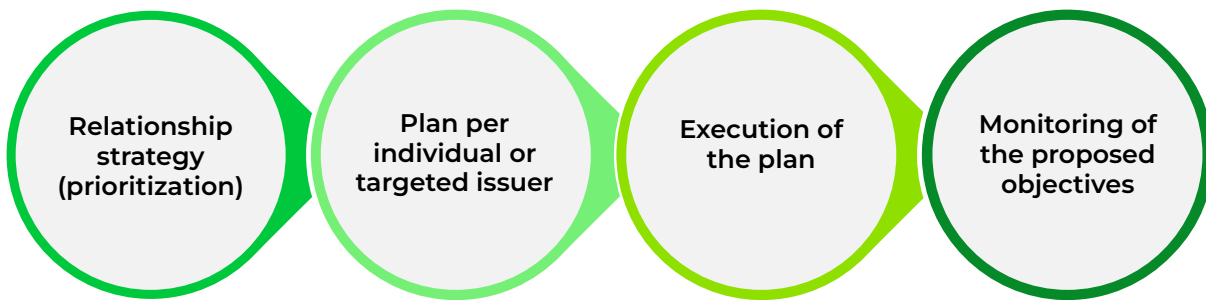 Relationship
strategy
(prioritization)
Plan per
individual or
targeted issuer
Execution of
the plan
Monitoring of
the proposed
objectives